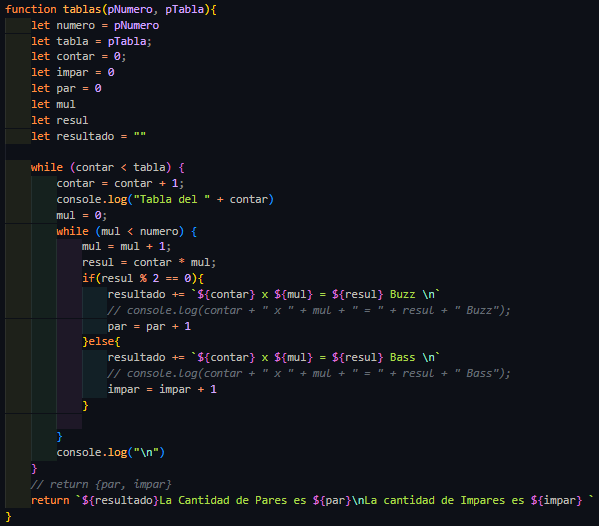 function tablas(pNumero, pTabla){
let numero = pNumero
let tabla = pTabla;
let contar = 0;
let impar = 0
let par = 0
let mul
let resul
let resultado = ""
while (contar < tabla) {
contar = contar + 1;
console.log("Tabla del " + contar)
mul = 0;
while (mul < numero) {
mul = mul + 1;
resul = contar * mul;
if(resul % 2 == 0){
resultado += `${contar} x ${mul} = ${resul} Buzz \n`
// console.log(contar + " x " + mul + " = " + resul + " Buzz");
par = par + 1
}else{
resultado += `${contar} x ${mul} = ${resul} Bass \n`
// console.log(contar + " x " + mul + " = " + resul + " Bass");
impar = impar + 1
}
}
console.log("\n")
}
// return {par, impar}
return `${resultado}La Cantidad de Pares es ${par}\nLa cantidad de Impares es ${impar} `
}